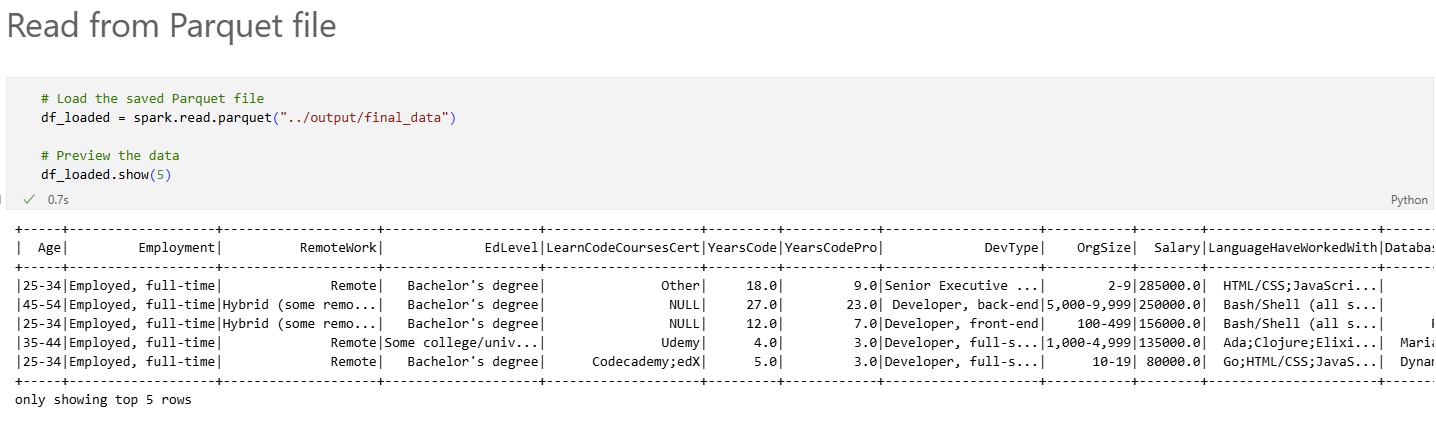 Read from Parquet file
# Load the saved Parquet file
df_loaded = spark.read.parquet("../output/final_data")
# Preview the data
df_loaded.show(5)
0.7s
Python
+-----+-------------------+--------------------+--------------------+--------------------+---------+------------+--------------------+-----------+--------+----------------------+-------
|  Age|         Employment|          RemoteWork|             EdLevel|LearnCodeCoursesCert|YearsCode|YearsCodePro|             DevType|    OrgSize|  Salary|LanguageHaveWorkedWith|Databas
+-----+-------------------+--------------------+--------------------+--------------------+---------+------------+--------------------+-----------+--------+----------------------+-------
|25-34|Employed, full-time|              Remote|   Bachelor's degree|               Other|     18.0|         9.0|Senior Executive ...|        2-9|285000.0|  HTML/CSS;JavaScri...|
|45-54|Employed, full-time|Hybrid (some remo...|   Bachelor's degree|                NULL|     27.0|        23.0| Developer, back-end|5,000-9,999|250000.0|  Bash/Shell (all s...|
|25-34|Employed, full-time|Hybrid (some remo...|   Bachelor's degree|                NULL|     12.0|         7.0|Developer, front-end|    100-499|156000.0|  Bash/Shell (all s...|
|35-44|Employed, full-time|              Remote|Some college/univ...|               Udemy|      4.0|         3.0|Developer, full-s...|1,000-4,999|135000.0|  Ada;Clojure;Elixi...|  Maria
|25-34|Employed, full-time|              Remote|   Bachelor's degree|      Codecademy;edX|      5.0|         3.0|Developer, full-s...|      10-19| 80000.0|  Go;HTML/CSS;JavaS...|  Dynam
+-----+-------------------+--------------------+--------------------+--------------------+---------+------------+--------------------+-----------+--------+----------------------+-------
only showing top 5 rows